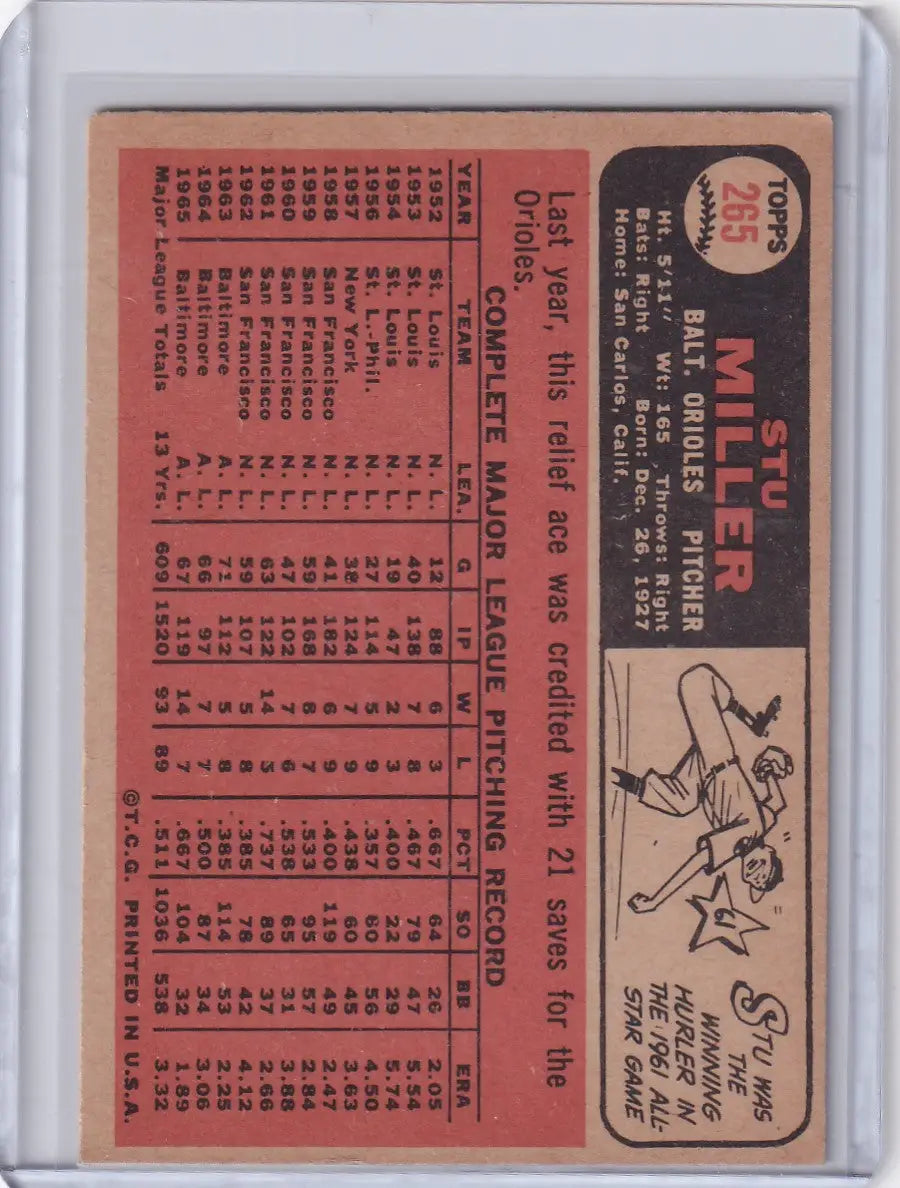 TOPPS
265
STU
MILLER
BALT. ORIOLES PITCHER
Ht. 5'11" Wt: 165 Throws: Right
Bats: Right Born: Dec. 26, 1927
Home: San Carlos, Calif.
61
STU WAS
THE
WINNING
HURLER IN
THE 1961 ALL-
STAR GAME
Last year, this relief ace was credited with 21 saves for the
Orioles.
COMPLETE MAJOR LEAGUE PITCHING RECORD
YEAR TEAM LEA. G IP W L PCT SO BB ERA
1952 St. Louis N. L. 12 88 6 3 .667 64 26 2.05
1953 St. Louis N. L. 40 138 7 8 .467 79 47 5.54
1954 St. Louis N. L. 19 47 2 3 .400 22 29 5.74
1956 St. L.-Phil. N. L. 27 114 5 9 .357 60 56 4.50
1957 New York N. L. 38 124 7 9 .438 60 45 3.63
1958 San Francisco N. L. 41 182 6 9 .400 119 49 2.47
1959 San Francisco N. L. 59 168 8 7 .533 95 57 2.84
1960 San Francisco N. L. 47 102 7 6 .538 65 31 3.88
1961 San Francisco N. L. 63 122 14 5 .737 89 37 2.66
1962 San Francisco N. L. 59 107 5 8 .385 78 42 4.12
1963 Baltimore A. L. 71 112 5 8 .385 114 53 2.25
1964 Baltimore A. L. 66 97 7 7 .500 87 34 3.06
1965 Baltimore A. L. 67 119 14 7 .667 104 32 1.89
Major League Totals 13 Yrs. 609 1520 93 89 .511 1036 538 3.32
©T.C.G. PRINTED IN U.S.A.